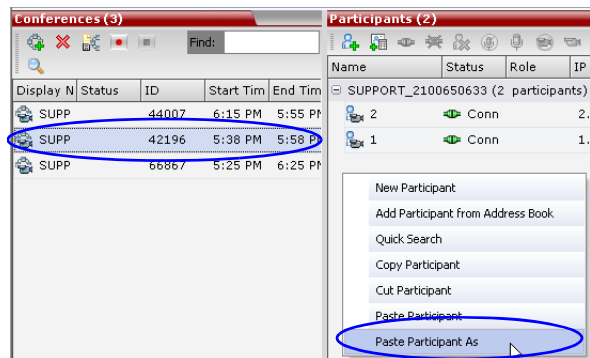 Conferences (3)
Find:
Display N Status ID Start Tim End Tim
SUPP 44007 6:15 PM 5:55 PM
SUPP 42196 5:38 PM 5:58 PM
SUPP 66867 5:25 PM 6:25 PM
Participants (2)
Name Status Role IP
SUPPORT_2100650633 (2 participants)
2 Conn 2.
1 Conn 1.
New Participant
Add Participant from Address Book
Quick Search
Copy Participant
Cut Participant
Paste Participant
Paste Participant As